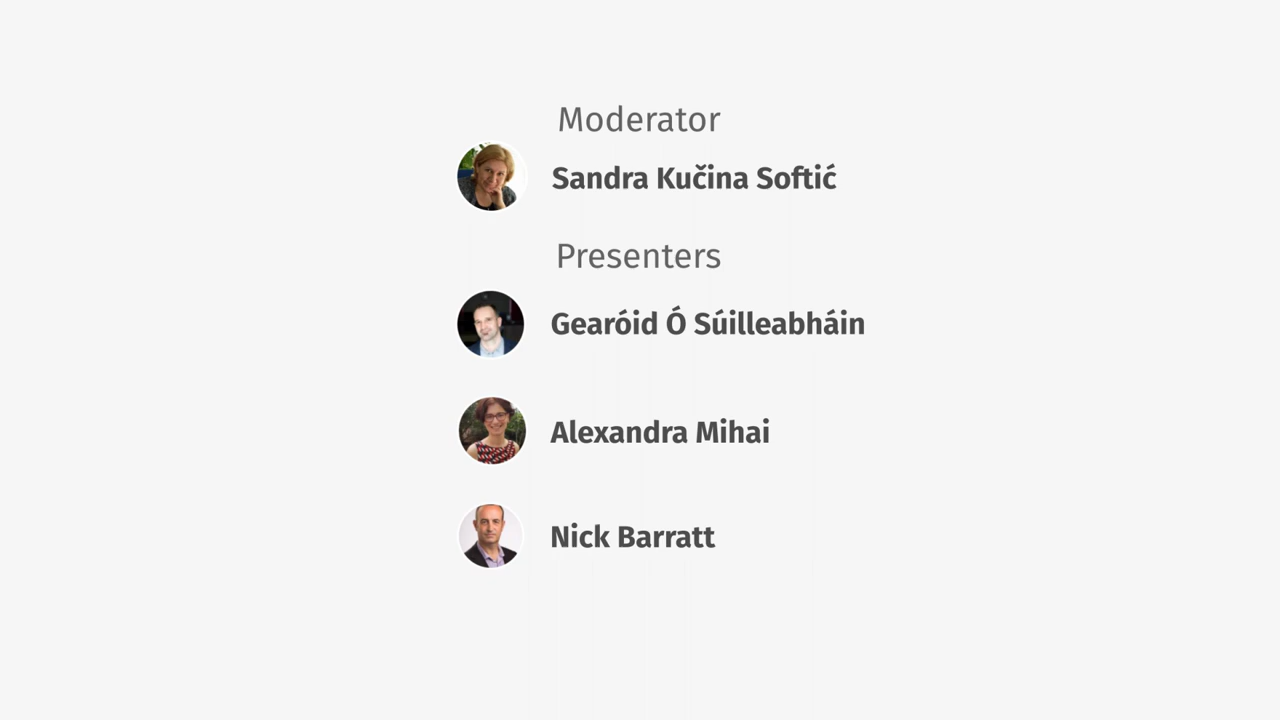 Moderator
Sandra Kučina Softić
Presenters
Gearóid Ó Súilleabháin
Alexandra Mihai
Nick Barratt